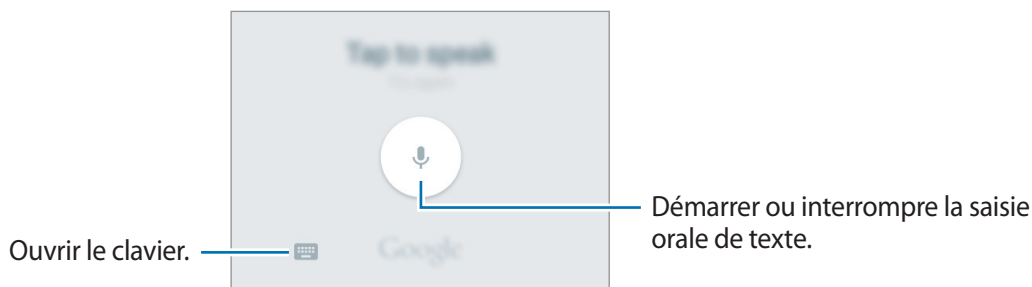 Tap to speak
Démarrer ou interrompre la saisie
orale de texte.
Ouvrir le clavier.
Google